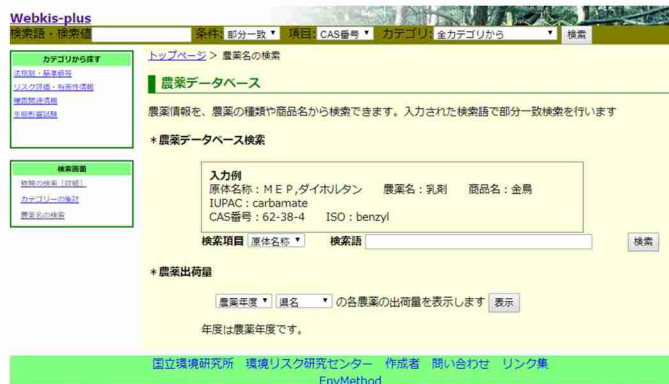 Webkis-plus
検索語・検索値 条件: 部分一致 項目: CAS番号 カテゴリ: 全カテゴリから 検索
カテゴリから探す
法規制・基準値等
リスク評価・有害性情報
曝露関連情報
生態影響試験
検索画面
物質の検索（詳細）
カテゴリーの集計
農薬名の検索
トップページ > 農薬名の検索
農薬データベース
農薬情報を、農薬の種類や商品名から検索できます。入力された検索語で部分一致検索を行います
＊農薬データベース検索
入力例
原体名称：ＭＥＰ,ダイホルタン 農薬名：乳剤 商品名：金鳥
IUPAC：carbamate
CAS番号：62-38-4 ISO：benzyl
検索項目 原体名称 検索語 検索
＊農薬出荷量
農薬年度 県名 の各農薬の出荷量を表示します 表示
年度は農薬年度です。
国立環境研究所 環境リスク研究センター 作成者 問い合わせ リンク集
EnvMethod